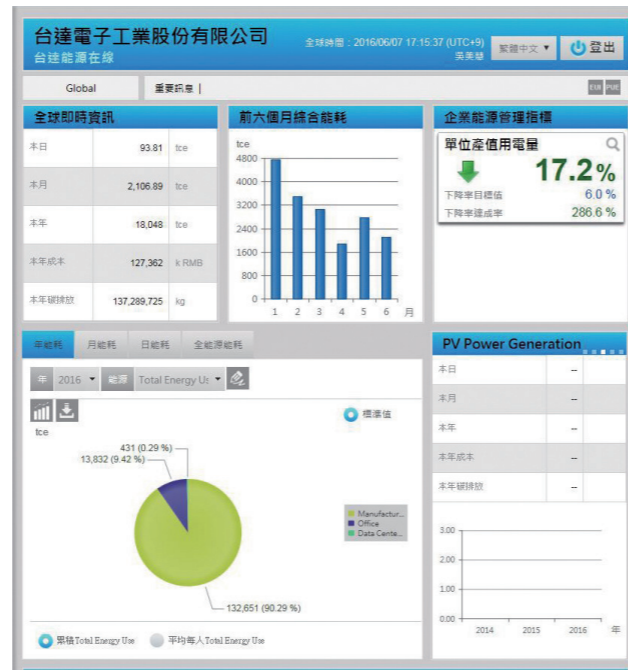 台達電子工業股份有限公司
台達能源在線
全球時間：2016/06/07 17:15:37 (UTC+9)
繁體中文
登出
Global
重要訊息
EUI PUE
全球即時資訊
本日 93.81 tce
本月 2,106.89 tce
本年 18,048 tce
本年成本 127,362 k RMB
本年碳排放 137,289,725 kg
前六個月綜合能耗
tce
4800
4000
3200
2400
1600
800
0
1 2 3 4 5 6 月
企業能源管理指標
單位產值用電量
17.2%
下降率目標值 6.0 %
下降率達成率 286.6 %
年能耗 月能耗 日能耗 全能源能耗
年 2016 能源 Total Energy Us
標準值
tce
431 (0.29 %)
13,832 (9.42 %)
132,651 (90.29 %)
Manufactur...
Office
Data Cente...
累積Total Energy Use 平均每人Total Energy Use
PV Power Generation
本日 --
本月 --
本年 --
本年成本 --
本年碳排放 --
3.00
2.00
1.00
0.00
2014 2015 2016 年